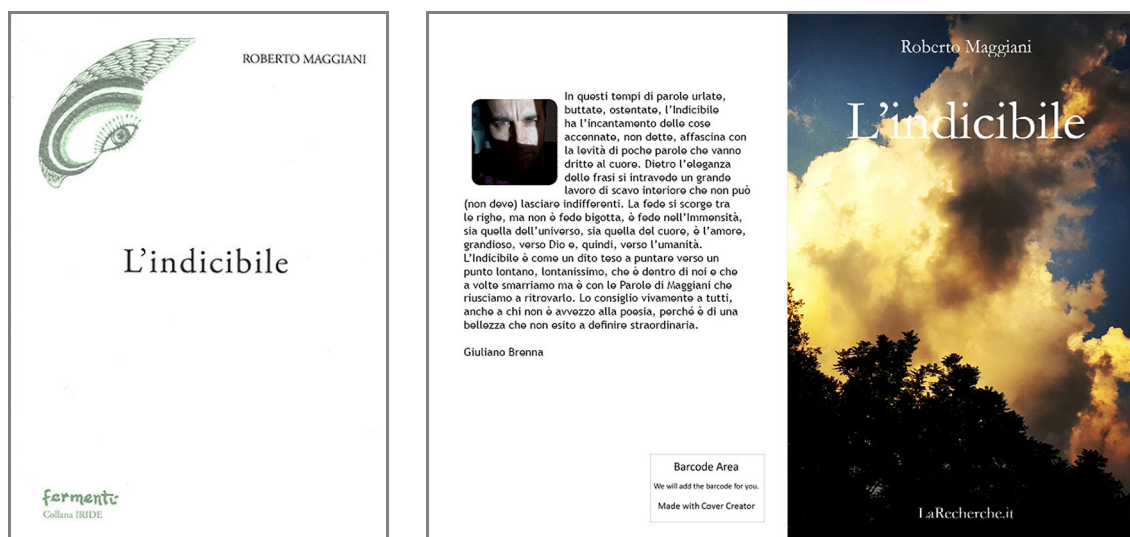 ROBERTO MAGGIANI
L'indicibile
fermenti
Collana IRIDE
In questi tempi di parole urlate,
buttate, ostentate, l'Indicibile
ha l'incantamento delle cose
accennate, non dette, affascina con
la levità di poche parole che vanno
dritte al cuore. Dietro l'eleganza
delle frasi si intravede un grande
lavoro di scavo interiore che non può
(non deve) lasciare indifferenti. La fede si scorge tra
le righe, ma non è fede bigotta, è fede nell'Immensità,
sia quella dell'universo, sia quella del cuore, è l'amore,
grandioso, verso Dio e, quindi, verso l'umanità.
L'Indicibile è come un dito teso a puntare verso un
punto lontano, lontanissimo, che è dentro di noi e che
a volte smarriamo ma è con le Parole di Maggiani che
riusciamo a ritrovarlo. Lo consiglio vivamente a tutti,
anche a chi non è avvezzo alla poesia, perché è di una
bellezza che non esito a definire straordinaria.
Giuliano Brenna
Barcode Area
We will add the barcode for you.
Made with Cover Creator
Roberto Maggiani
L'indicibile
LaRecherche.it